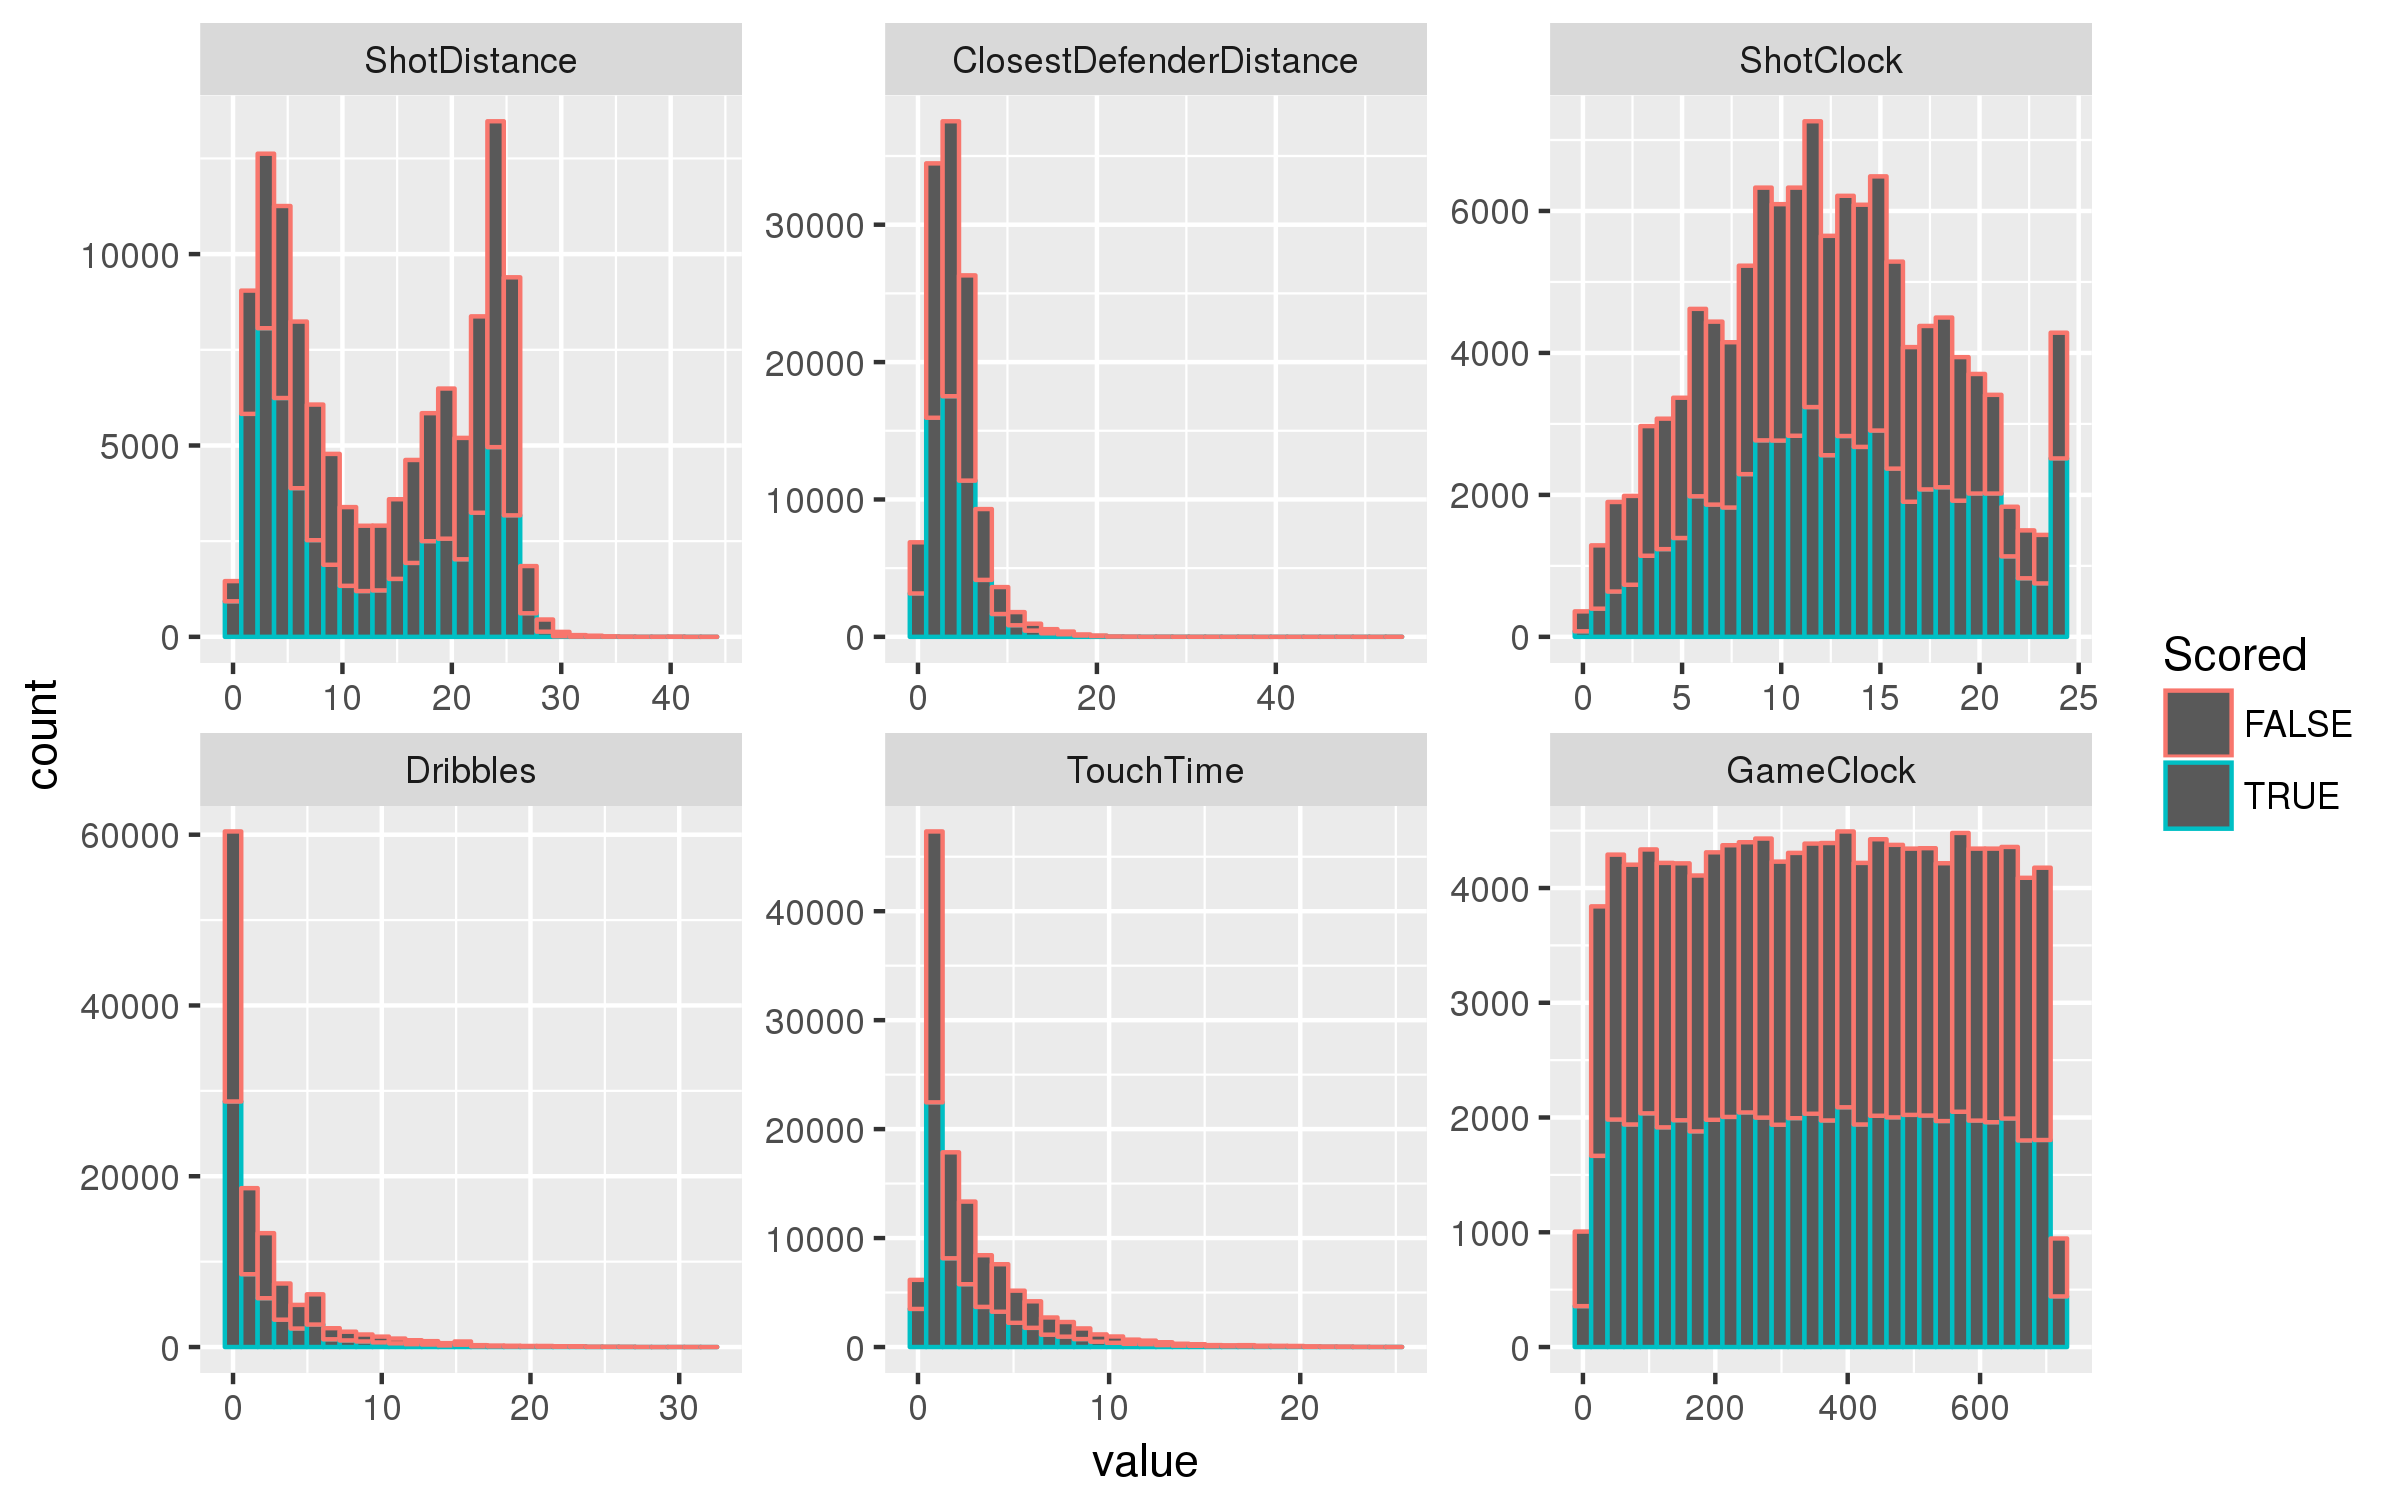 ShotDistance
ClosestDefenderDistance
ShotClock
10000
5000
0
0 10 20 30 40
30000
20000
10000
0
0 20 40
6000
4000
2000
0
0 5 10 15 20 25
Dribbles
TouchTime
GameClock
60000
40000
20000
0
0 10 20 30
40000
30000
20000
10000
0
0 10 20
4000
3000
2000
1000
0
0 200 400 600
count
value
Scored
FALSE
TRUE